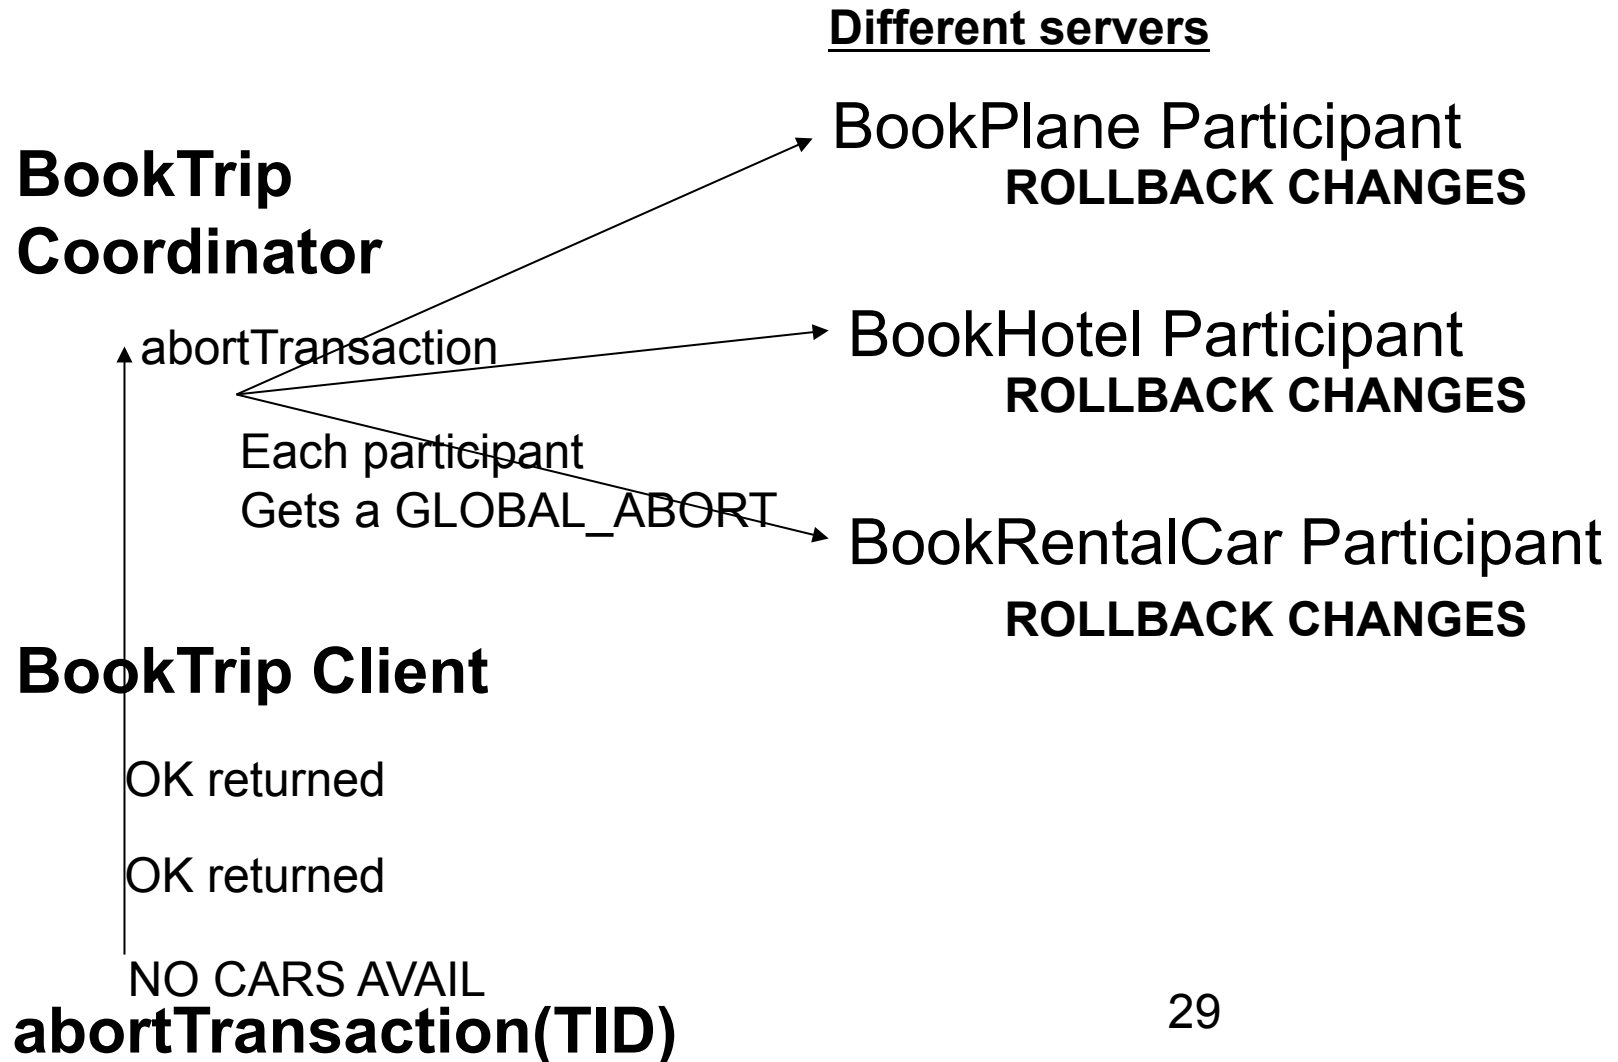 Different servers
BookPlane Participant
ROLLBACK CHANGES
BookTrip
Coordinator
abortTransaction
BookHotel Participant
ROLLBACK CHANGES
Each participant
Gets a GLOBAL_ABORT
BookRentalCar Participant
ROLLBACK CHANGES
BookTrip Client
OK returned
OK returned
NO CARS AVAIL
abortTransaction(TID)
29